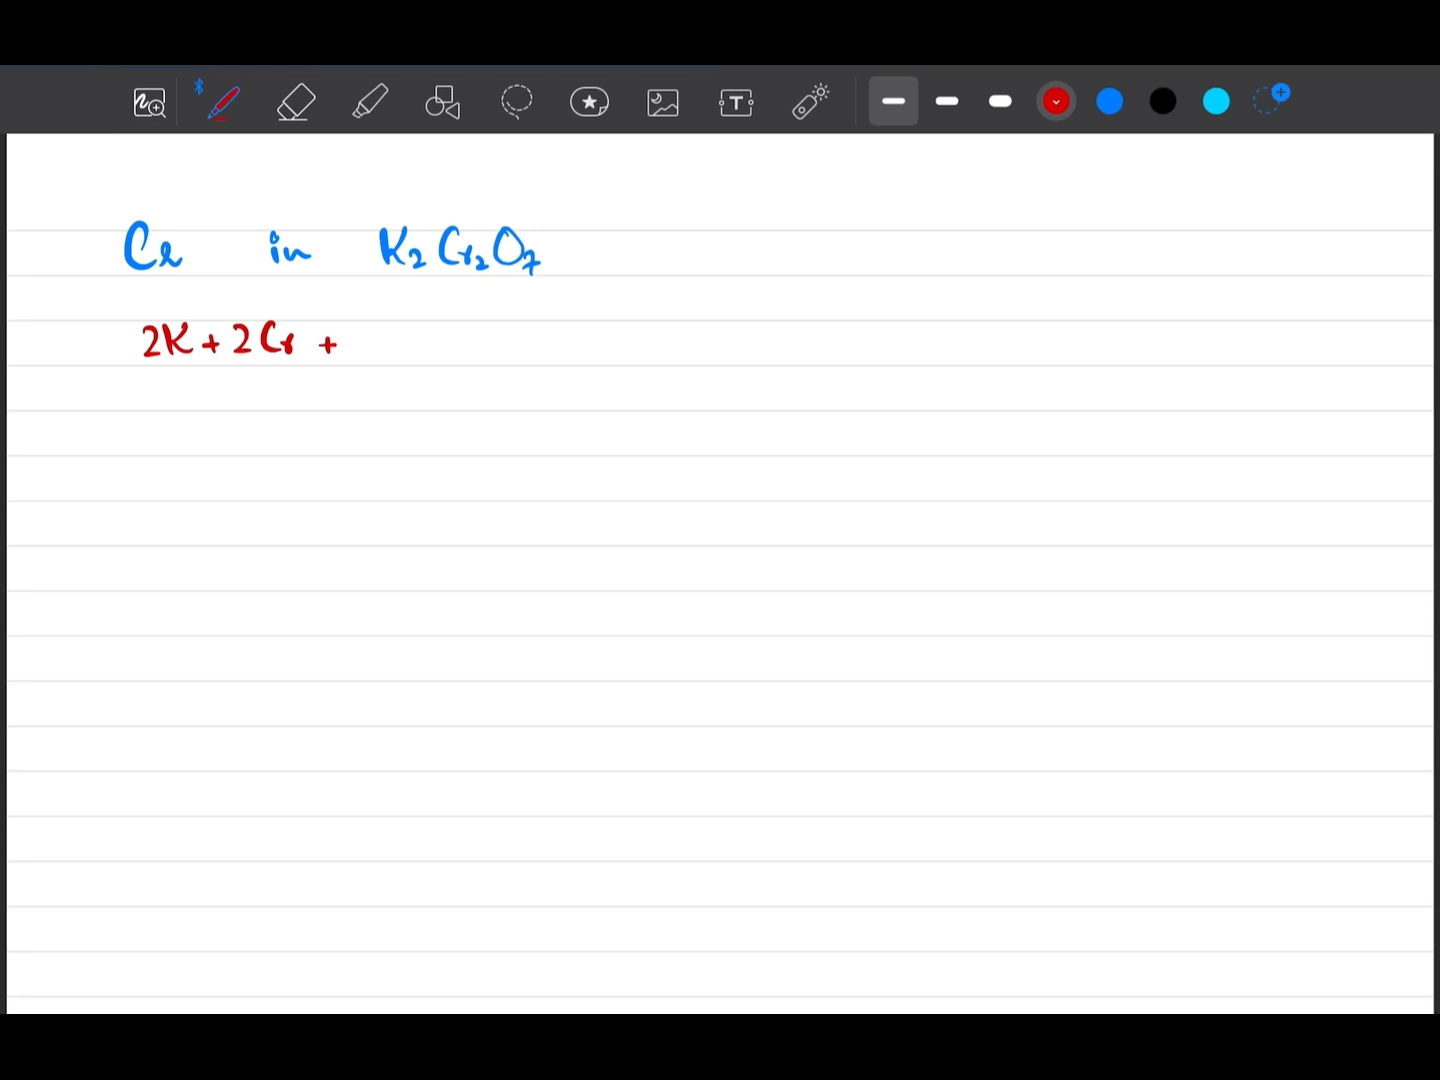 Cr in K₂Cr₂O₇
2K + 2Cr +